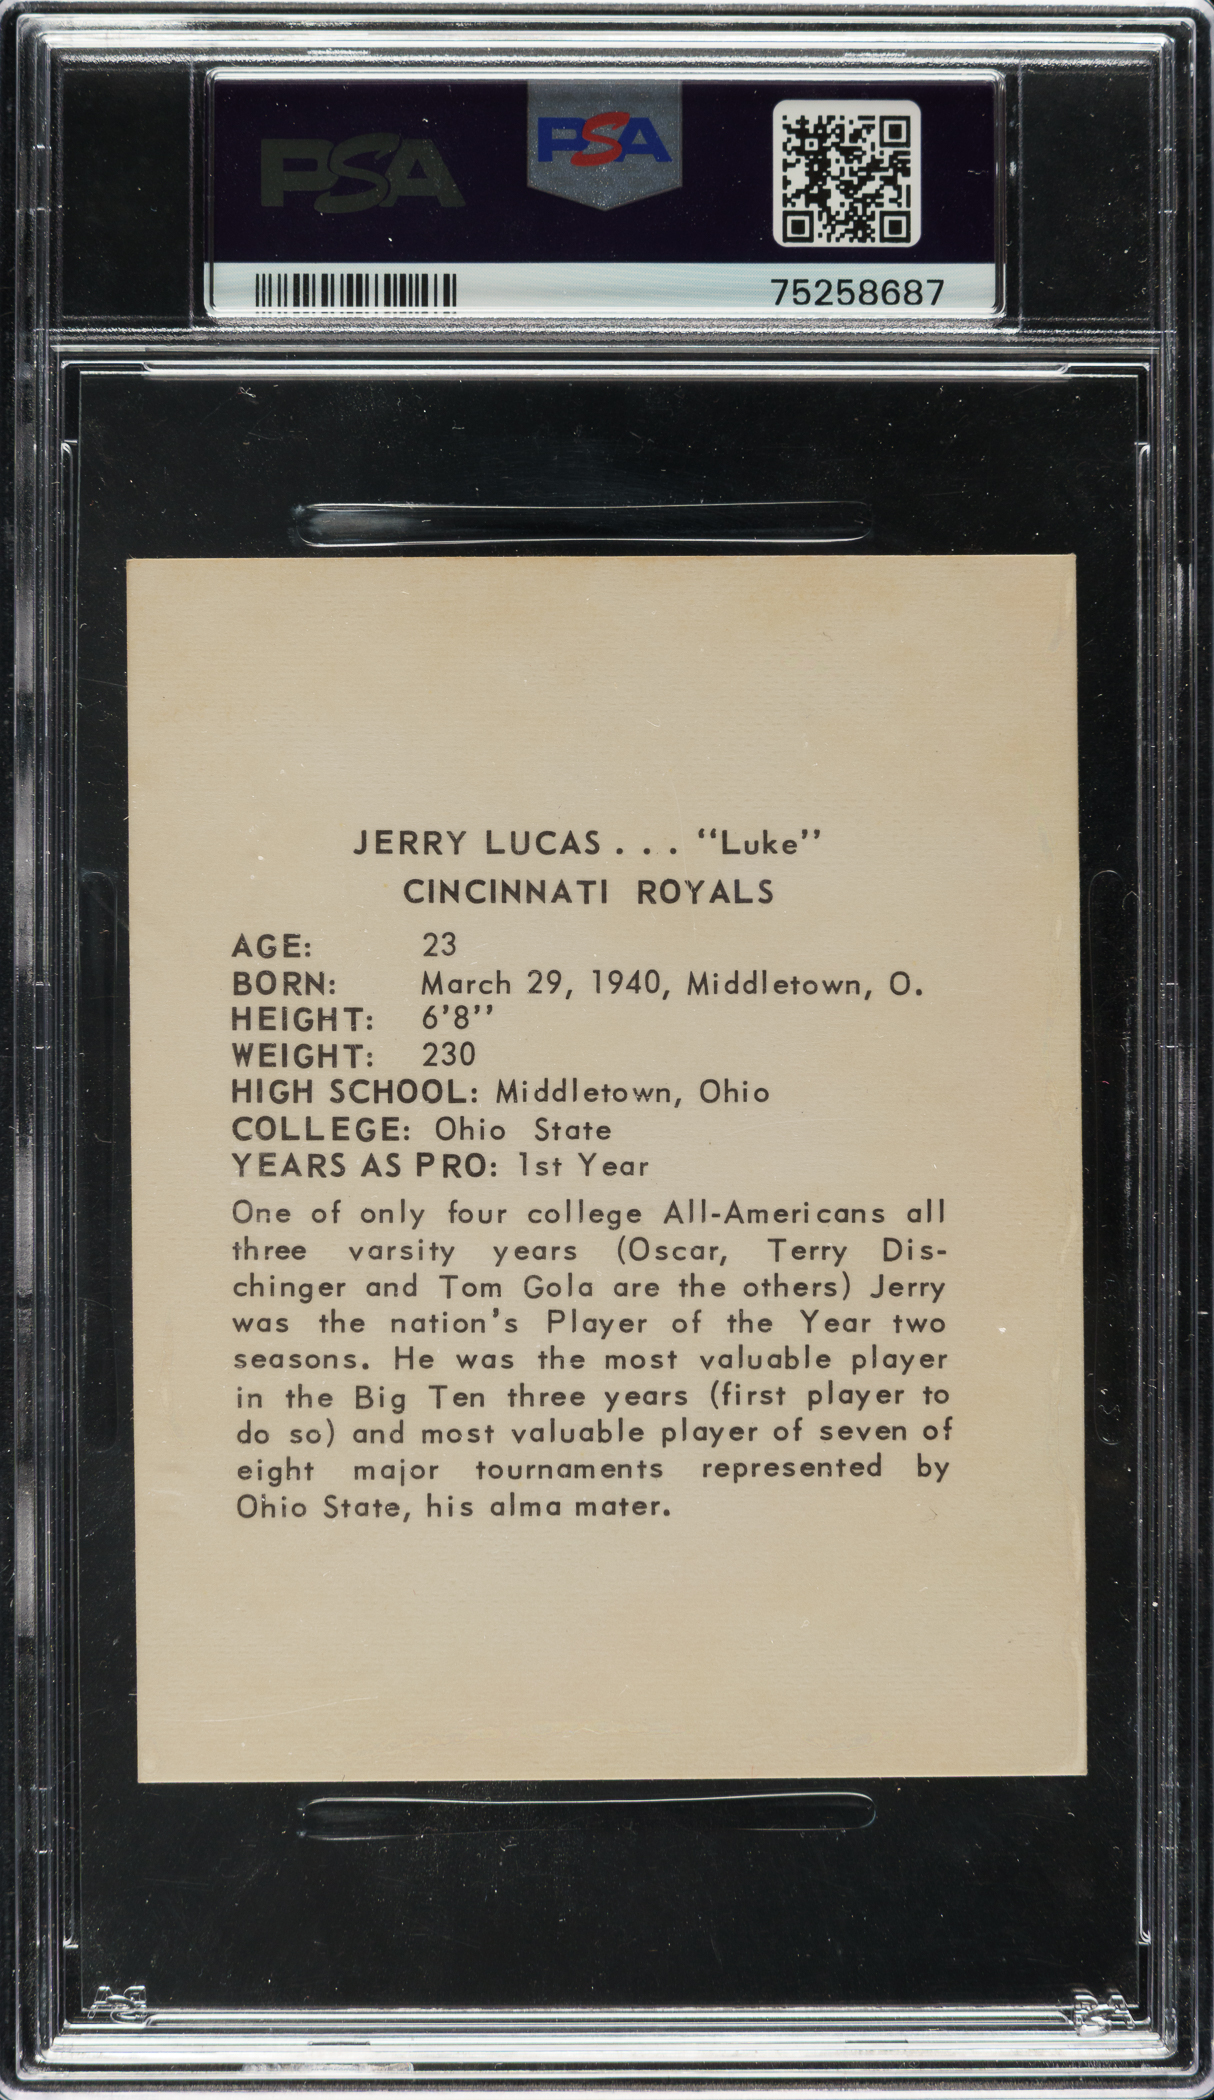 PSA
PSA
75258687
JERRY LUCAS . . . “Luke”
CINCINNATI ROYALS
AGE: 23
BORN: March 29, 1940, Middletown, O.
HEIGHT: 6'8’’
WEIGHT: 230
HIGH SCHOOL: Middletown, Ohio
COLLEGE: Ohio State
YEARS AS PRO: 1st Year
One of only four college All-Americans all
three varsity years (Oscar, Terry Dis-
chinger and Tom Gola are the others) Jerry
was the nation's Player of the Year two
seasons. He was the most valuable player
in the Big Ten three years (first player to
do so) and most valuable player of seven of
eight major tournaments represented by
Ohio State, his alma mater.
PSA
PSA